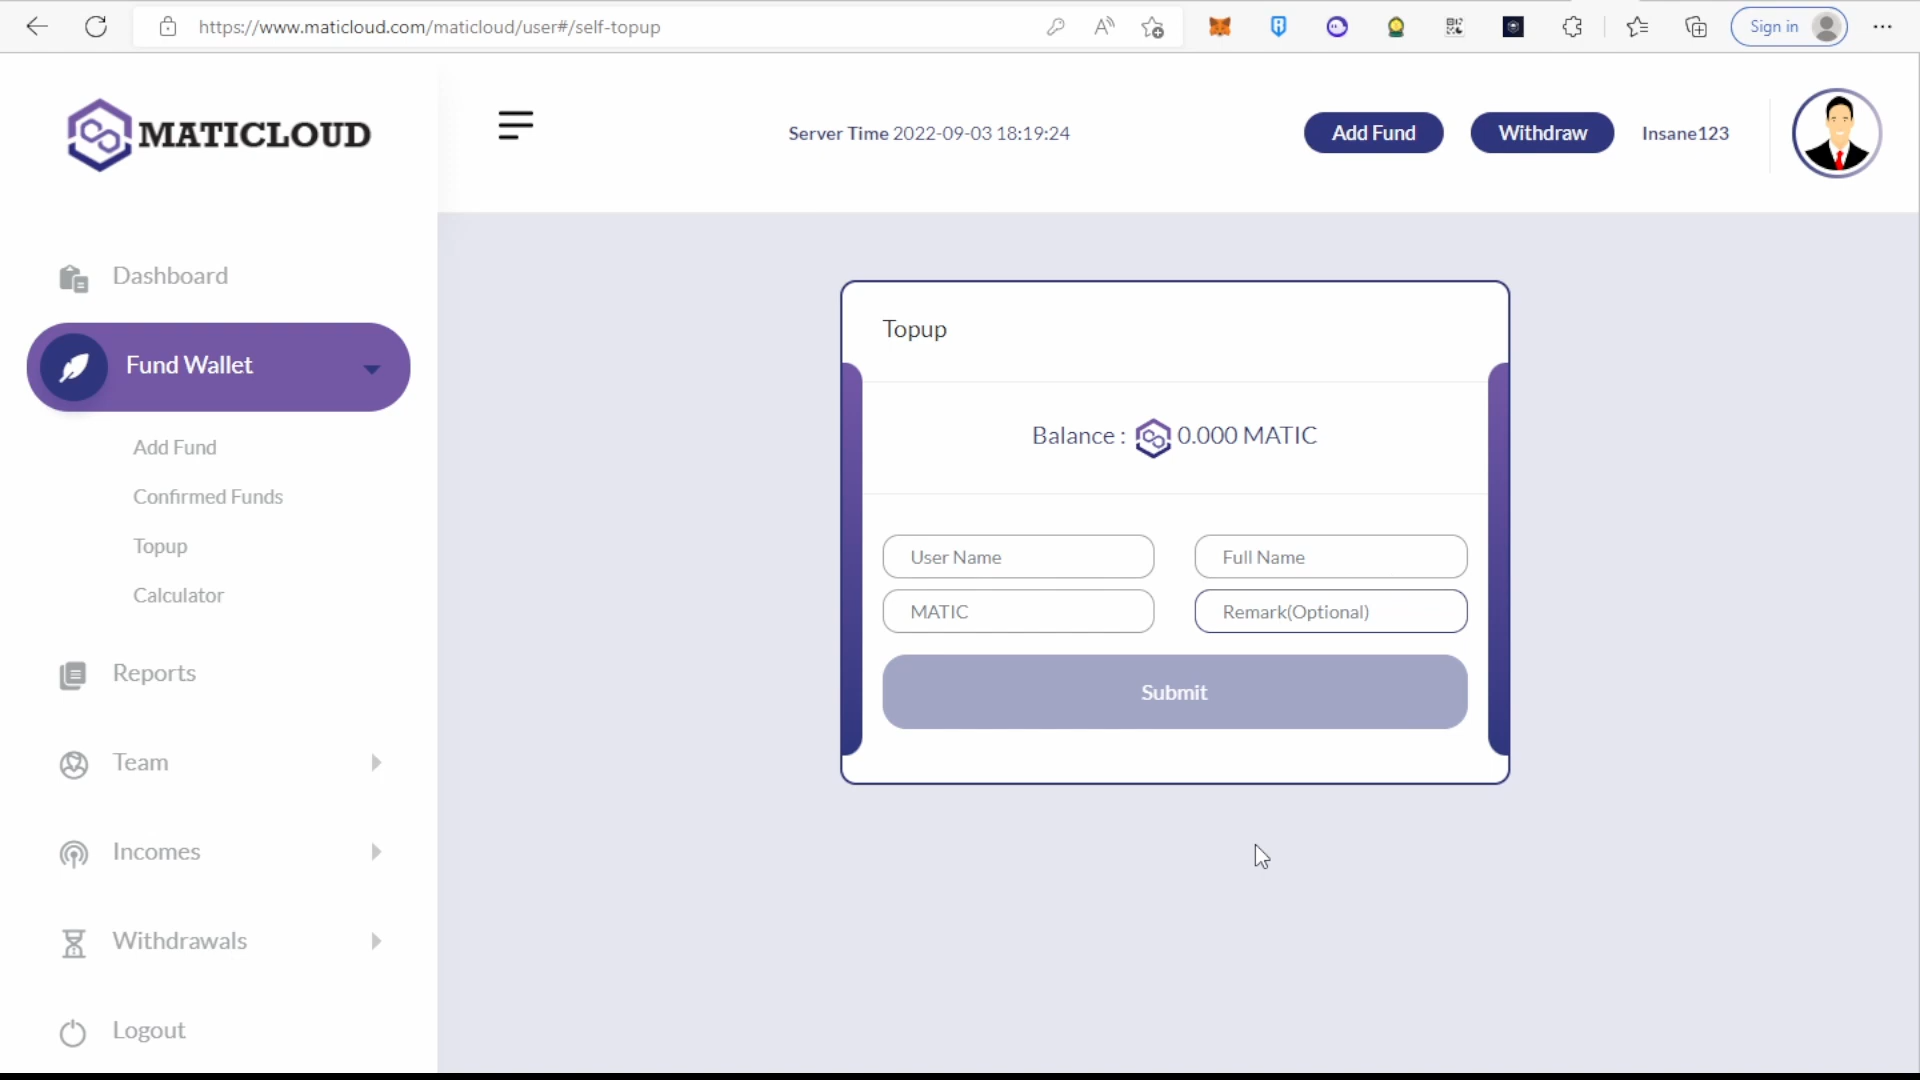 https://www.maticloud.com/maticloud/user#/self-topup
Sign in
MATICLOUD
Server Time 2022-09-03 18:19:24
Add Fund
Withdraw
Insane123
Dashboard
Fund Wallet
Add Fund
Confirmed Funds
Topup
Calculator
Reports
Team
Incomes
Withdrawals
Logout
Topup
Balance : 0.000 MATIC
User Name
Full Name
MATIC
Remark(Optional)
Submit